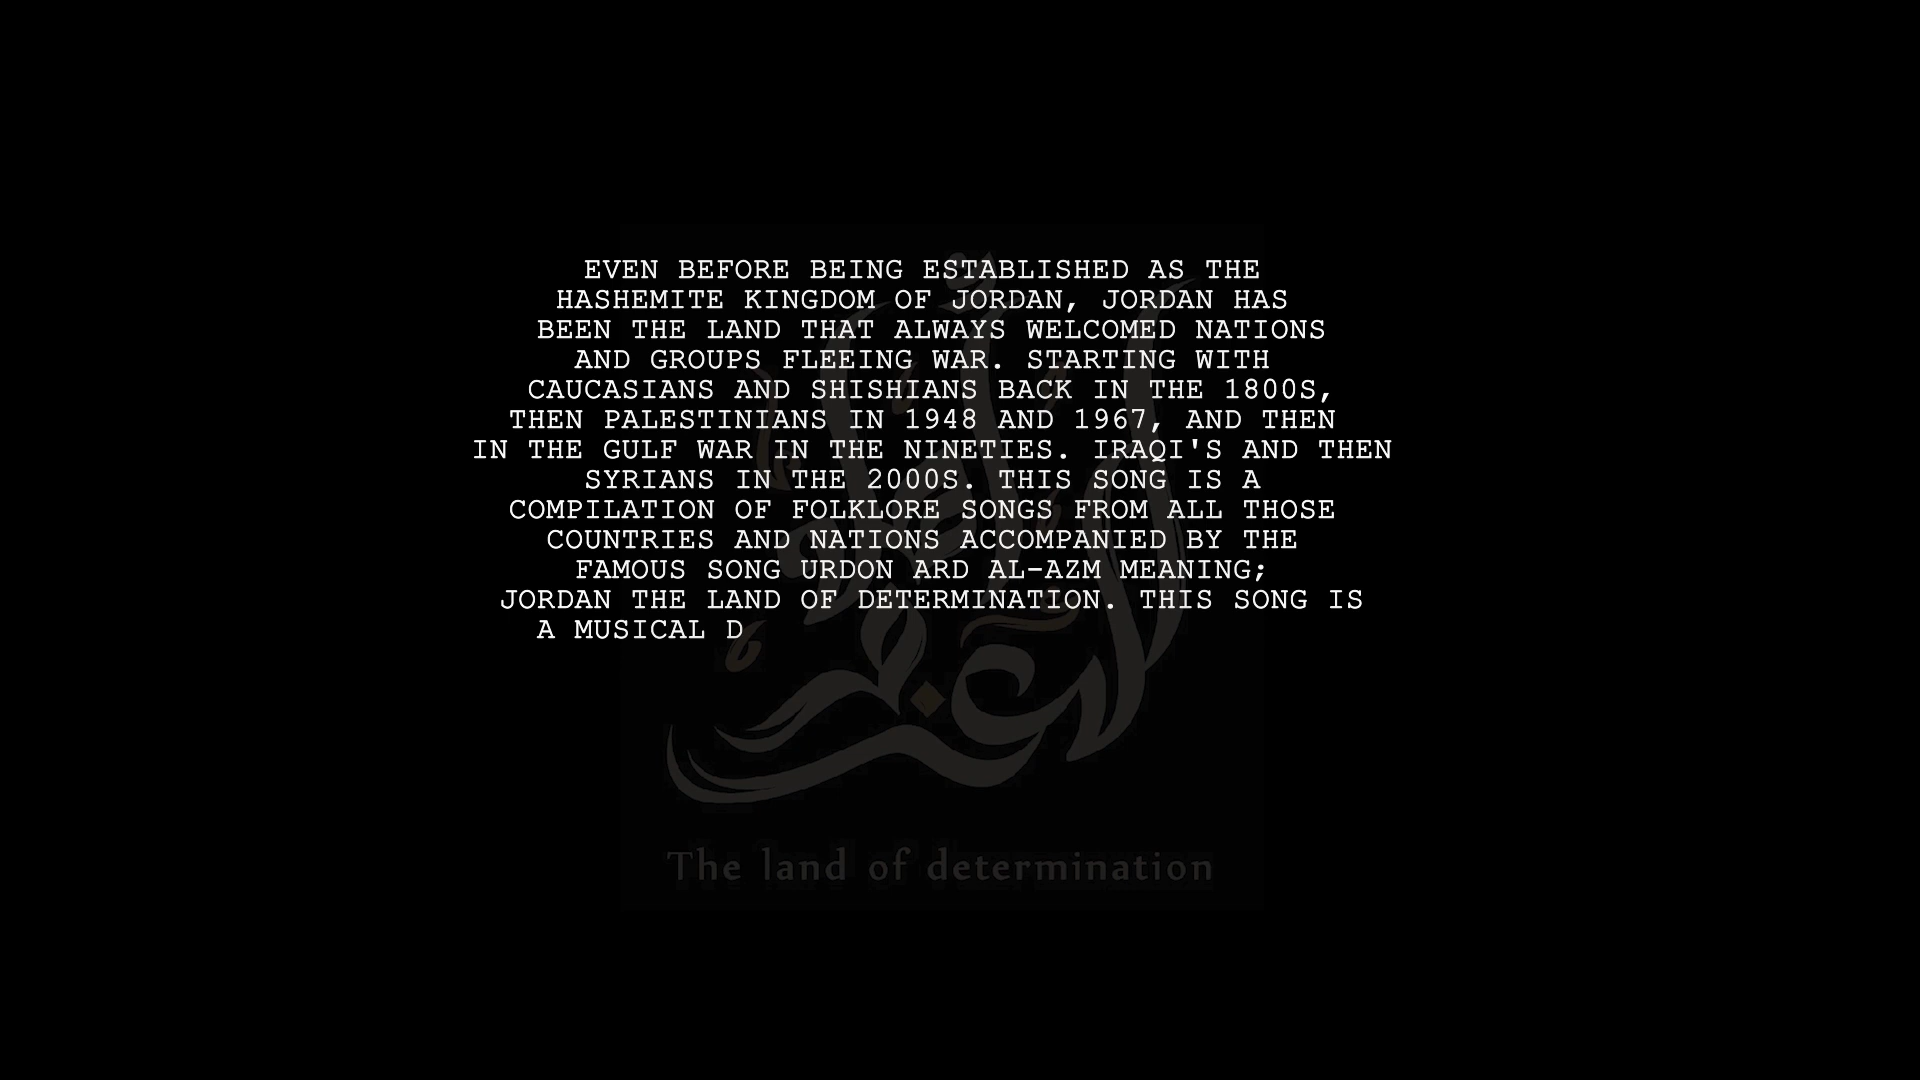 EVEN BEFORE BEING ESTABLISHED AS THE
HASHEMITE KINGDOM OF JORDAN, JORDAN HAS
BEEN THE LAND THAT ALWAYS WELCOMED NATIONS
AND GROUPS FLEEING WAR. STARTING WITH
CAUCASIANS AND SHISHIANS BACK IN THE 1800S,
THEN PALESTINIANS IN 1948 AND 1967, AND THEN
IN THE GULF WAR IN THE NINETIES. IRAQI'S AND THEN
SYRIANS IN THE 2000S. THIS SONG IS A
COMPILATION OF FOLKLORE SONGS FROM ALL THOSE
COUNTRIES AND NATIONS ACCOMPANIED BY THE
FAMOUS SONG URDON ARD AL-AZM MEANING;
JORDAN THE LAND OF DETERMINATION. THIS SONG IS
A MUSICAL D
The land of determination